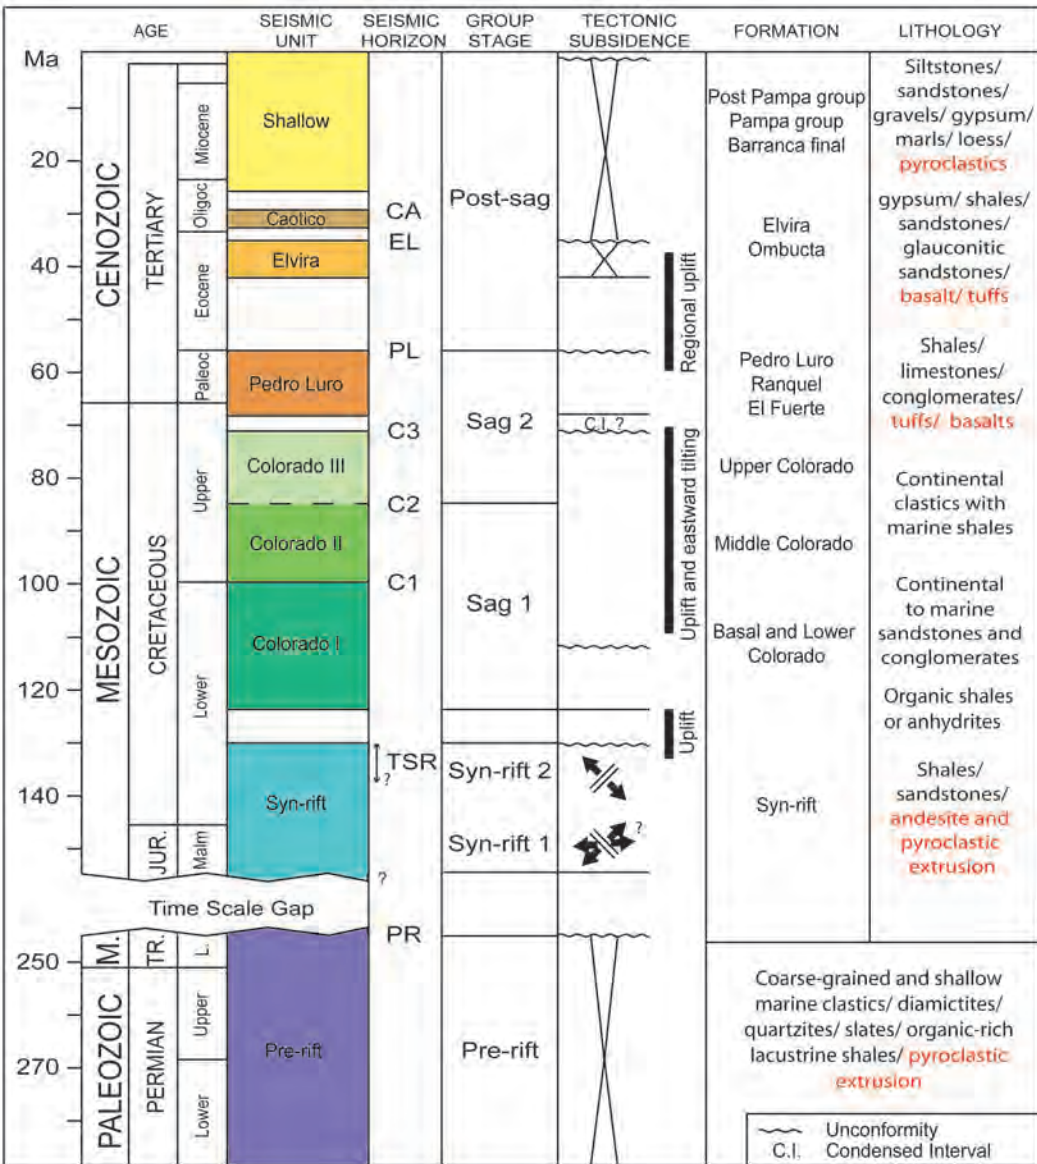 AGE
SEISMIC
UNIT
SEISMIC
HORIZON
GROUP
STAGE
TECTONIC
SUBSIDENCE
FORMATION
LITHOLOGY
Ma
20
40
60
80
100
120
140
250
270
CENOZOIC
MESOZOIC
M.
PALEOZOIC
TERTIARY
CRETACEOUS
JUR.
TR.
PERMIAN
Miocene
Oligoc
Eocene
Paleoc
Upper
Lower
Malm
L.
Upper
Lower
Shallow
Caótico
Elvira
Pedro Luro
Colorado III
Colorado II
Colorado I
Syn-rift
Time Scale Gap
Pre-rift
CA
EL
PL
C3
C2
C1
TSR
?
?
PR
Post-sag
Sag 2
Sag 1
Syn-rift 2
Syn-rift 1
Pre-rift
C.I. ?
?
Regional uplift
Uplift and eastward tilting
Uplift
Post Pampa group
Pampa group
Barranca final
Elvira
Ombucta
Pedro Luro
Ranquel
El Fuerte
Upper Colorado
Middle Colorado
Basal and Lower
Colorado
Syn-rift
Siltstones/
sandstones/
gravels/ gypsum/
marls/ loess/
pyroclastics
gypsum/ shales/
sandstones/
glauconitic
sandstones/
basalt/ tuffs
Shales/
limestones/
conglomerates/
tuffs/ basalts
Continental
clastics with
marine shales
Continental
to marine
sandstones and
conglomerates
Organic shales
or anhydrites
Shales/
sandstones/
andesite and
pyroclastic
extrusion
Coarse-grained and shallow
marine clastics/ diamictites/
quartzites/ slates/ organic-rich
lacustrine shales/ pyroclastic
extrusion
Unconformity
C.I. Condensed Interval